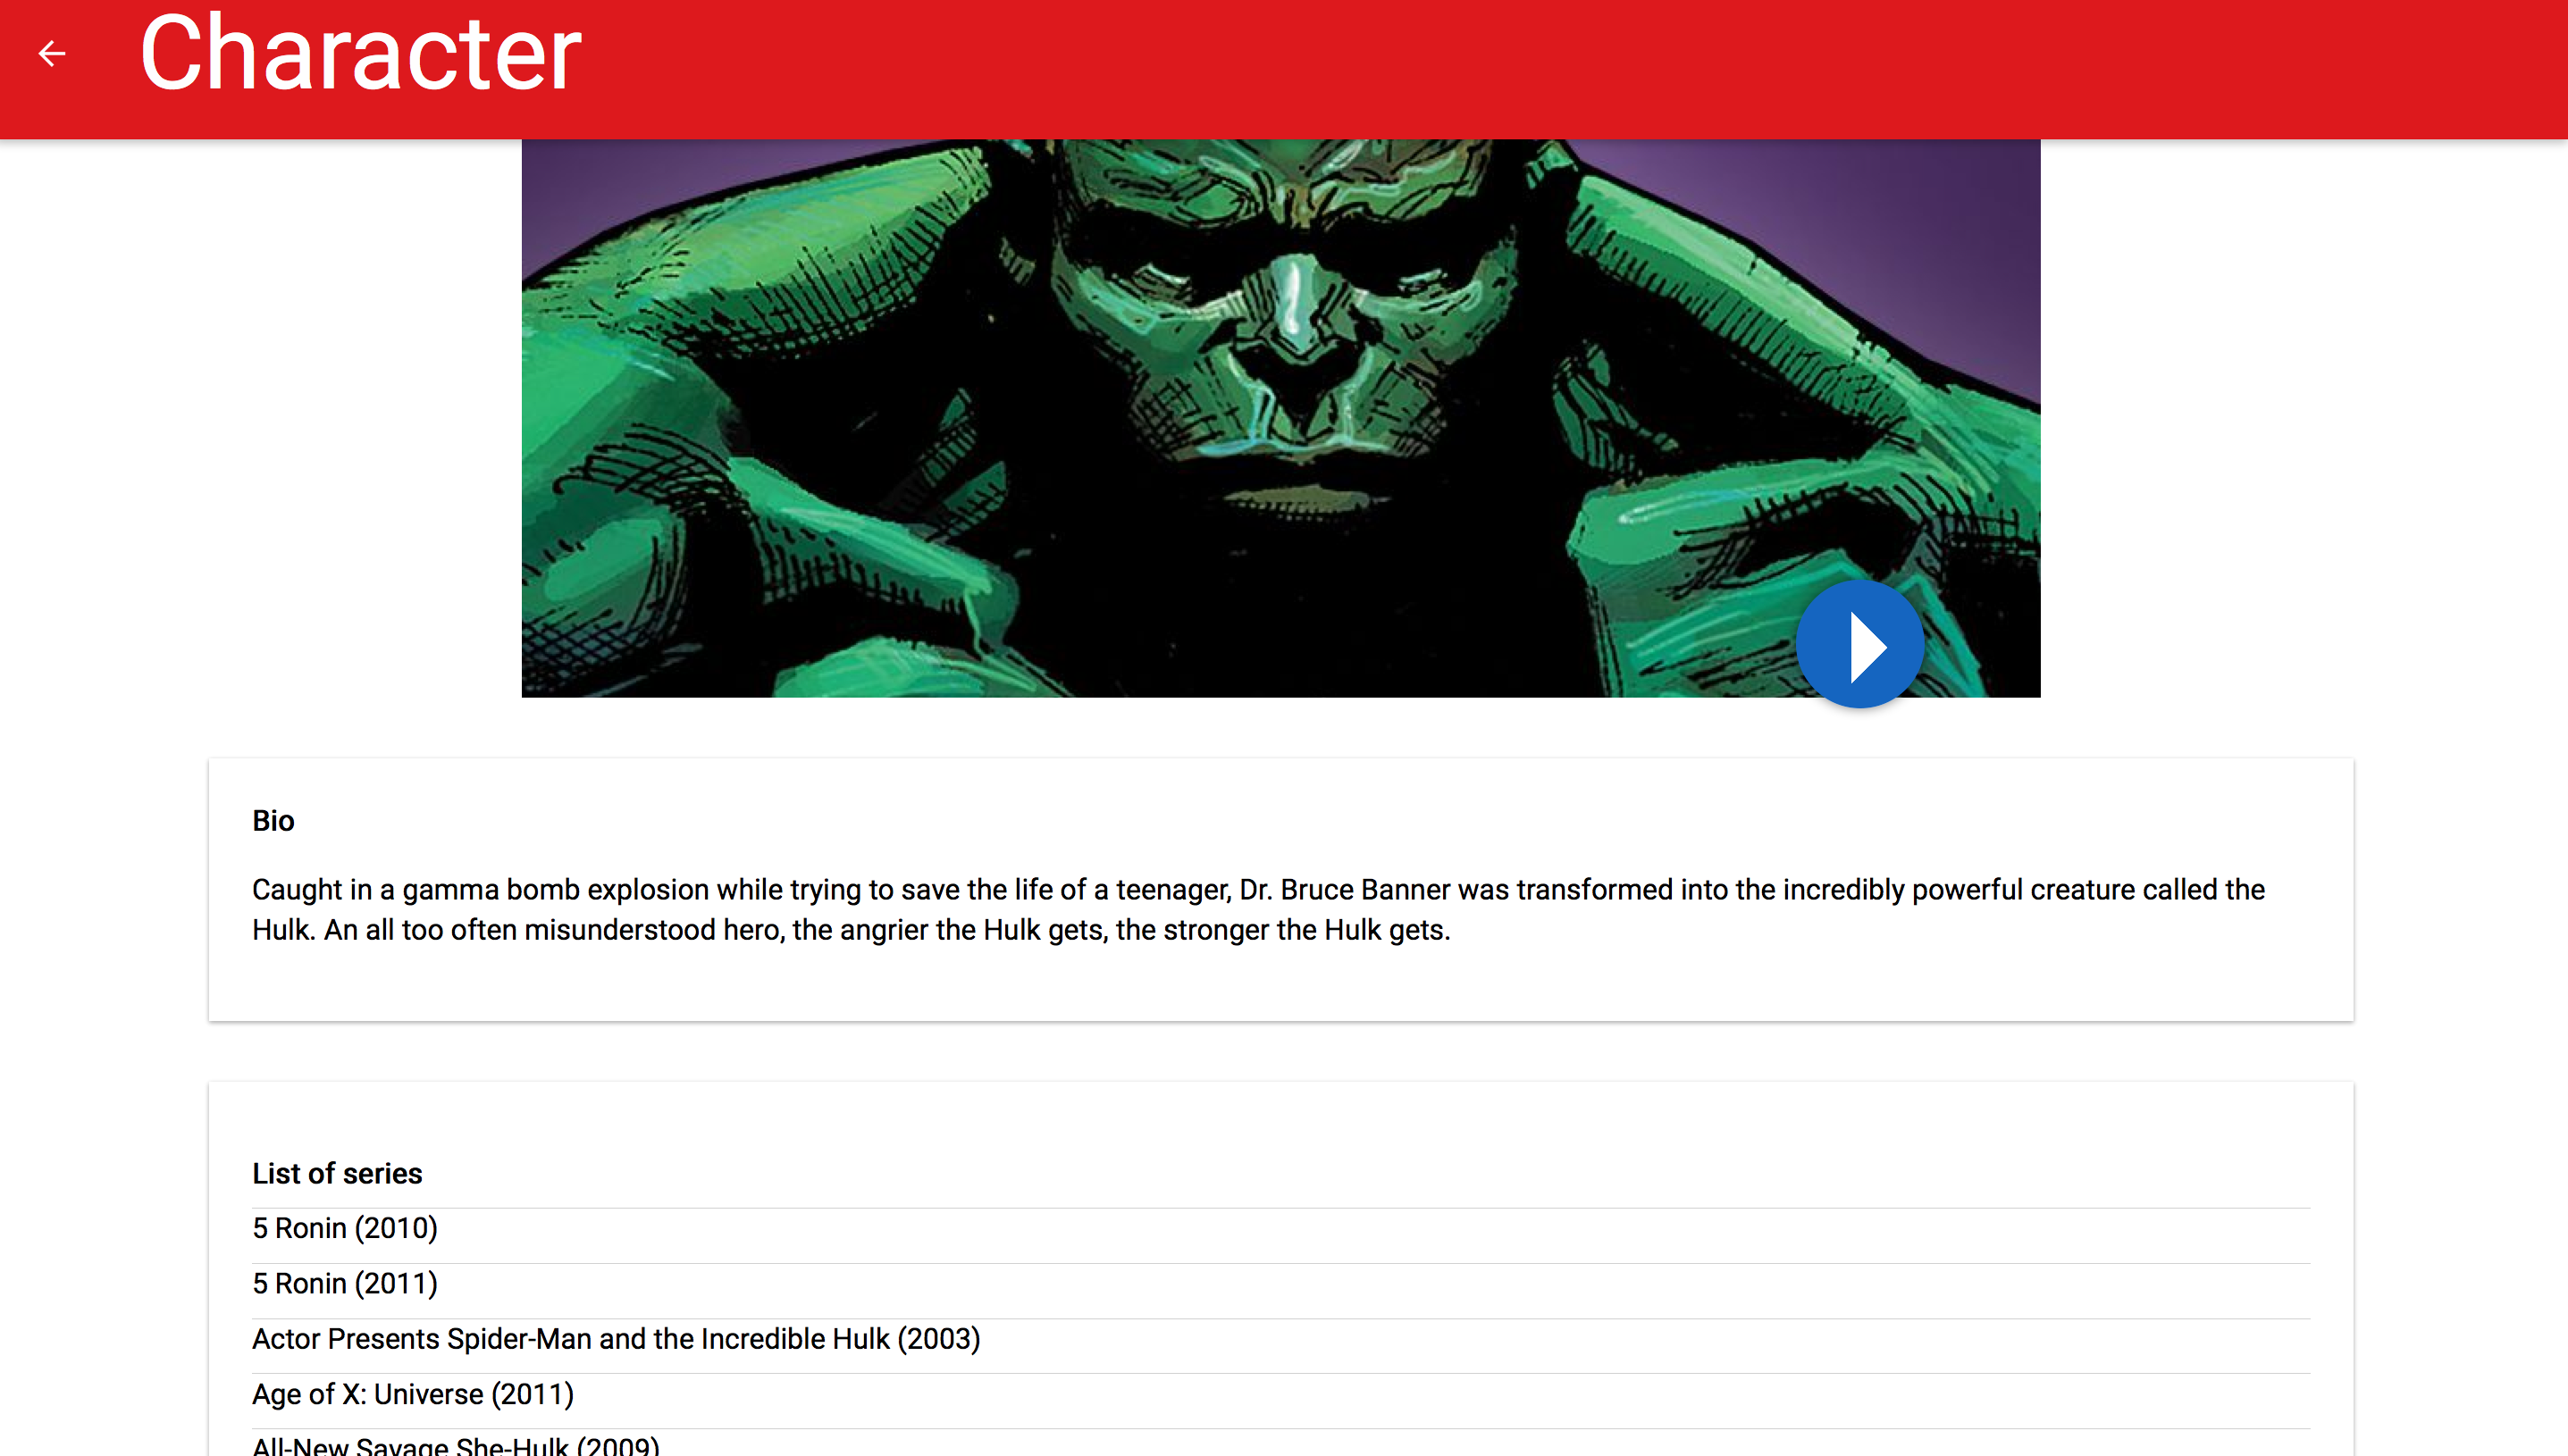 Character
Bio
Caught in a gamma bomb explosion while trying to save the life of a teenager, Dr. Bruce Banner was transformed into the incredibly powerful creature called the
Hulk. An all too often misunderstood hero, the angrier the Hulk gets, the stronger the Hulk gets.
List of series
5 Ronin (2010)
5 Ronin (2011)
Actor Presents Spider-Man and the Incredible Hulk (2003)
Age of X: Universe (2011)
All-New Savage She-Hulk (2009)